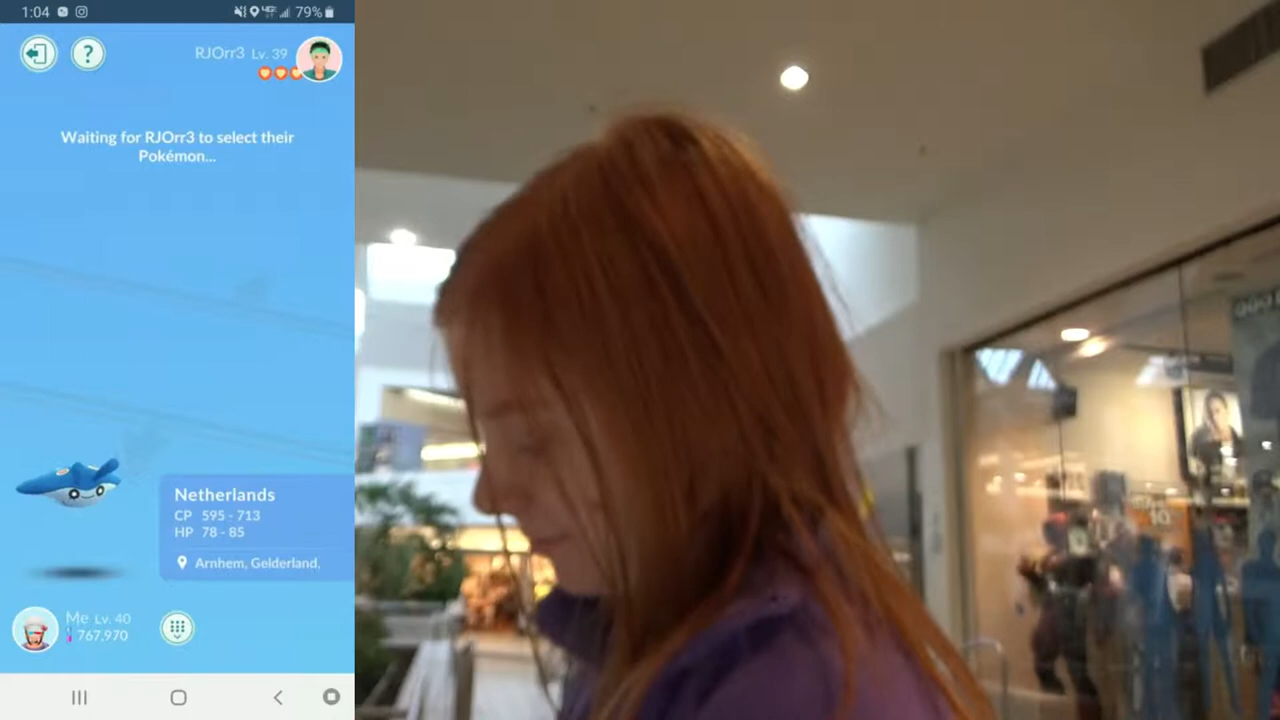 1:04
79%
RJOrr3 Lv. 39
Waiting for RJOrr3 to select their
Pokémon...
Netherlands
CP 595 - 713
HP 78 - 85
Arnhem, Gelderland,
Me Lv. 40
767,970